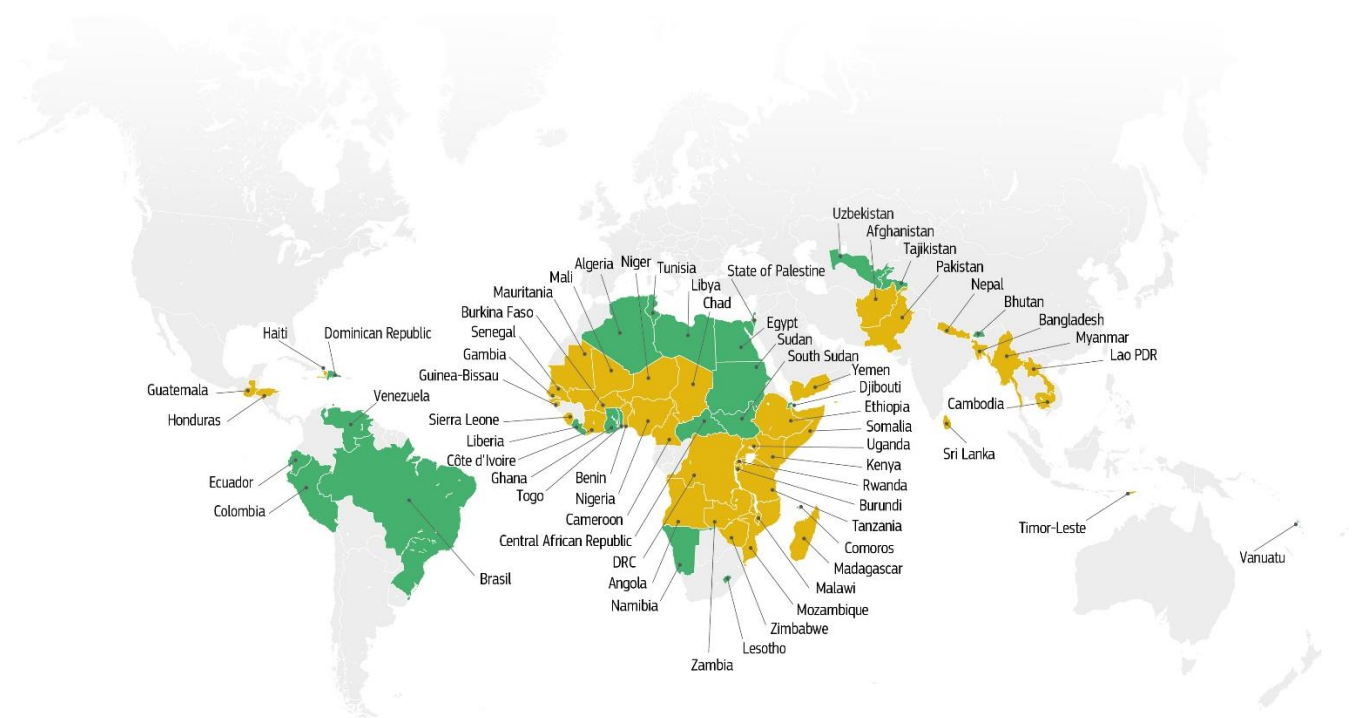 Uzbekistan
Afghanistan
Tajikistan
Pakistan
Nepal
Bhutan
Bangladesh
Myanmar
Lao PDR
Cambodia
Sri Lanka
Timor-Leste
Vanuatu
Haiti
Dominican Republic
Guatemala
Honduras
Venezuela
Ecuador
Colombia
Brasil
State of Palestine
Tunisia
Niger
Algeria
Libya
Chad
Mali
Mauritania
Burkina Faso
Senegal
Gambia
Guinea-Bissau
Sierra Leone
Liberia
Côte d'Ivoire
Ghana
Togo
Benin
Nigeria
Cameroon
Central African Republic
DRC
Angola
Namibia
Egypt
Sudan
South Sudan
Yemen
Djibouti
Ethiopia
Somalia
Uganda
Kenya
Rwanda
Burundi
Tanzania
Comoros
Madagascar
Malawi
Mozambique
Zimbabwe
Lesotho
Zambia